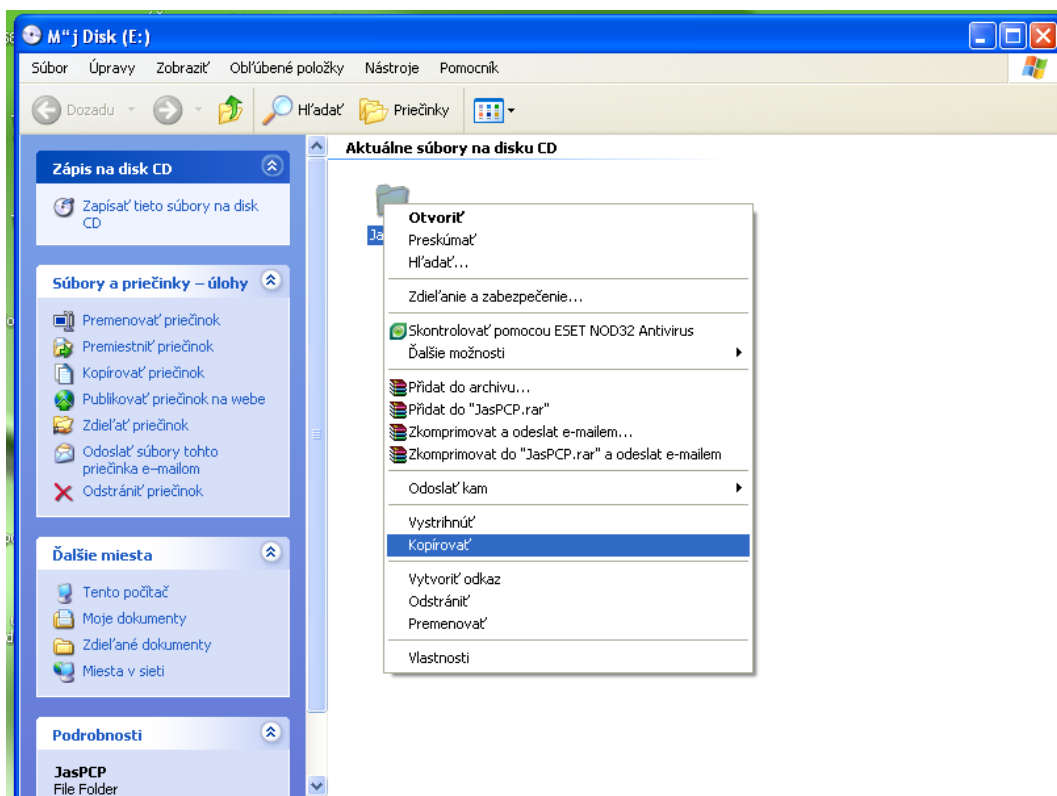 M“j Disk (E:)
Súbor Úpravy Zobraziť Obľúbené položky Nástroje Pomocník
Dozadu Hľadať Priečinky
Zápis na disk CD
Zapísať tieto súbory na disk
CD
Súbory a priečinky – úlohy
Premenovať priečinok
Premiestniť priečinok
Kopírovať priečinok
Publikovať priečinok na webe
Zdieľať priečinok
Odoslať súbory tohto
priečinka e-mailom
Odstrániť priečinok
Ďalšie miesta
Tento počítač
Moje dokumenty
Zdieľané dokumenty
Miesta v sieti
Podrobnosti
JasPCP
File Folder
Aktuálne súbory na disku CD
Otvoriť
Preskúmať
Hľadať...
Zdieľanie a zabezpečenie...
Skontrolovať pomocou ESET NOD32 Antivirus
Ďalšie možnosti
Přidat do archivu...
Přidat do "JasPCP.rar"
Zkomprimovat a odeslat e-mailem...
Zkomprimovat do "JasPCP.rar" a odeslat e-mailem
Odoslať kam
Vystrihnúť
Kopírovať
Vytvoriť odkaz
Odstrániť
Premenovať
Vlastnosti